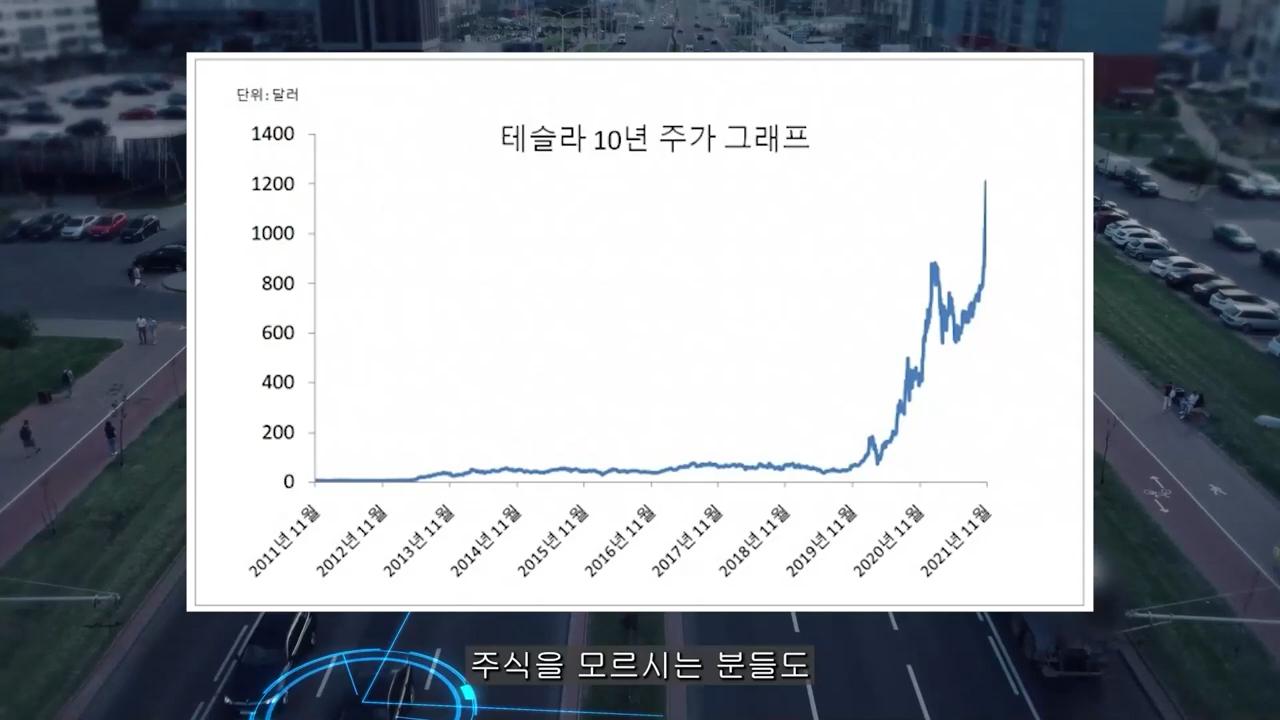 단위: 달러
테슬라 10년 주가 그래프
1400
1200
1000
800
600
400
200
0
2011년 11월
2012년 11월
2013년 11월
2014년 11월
2015년 11월
2016년 11월
2017년 11월
2018년 11월
2019년 11월
2020년 11월
2021년 11월
주식을 모르시는 분들도